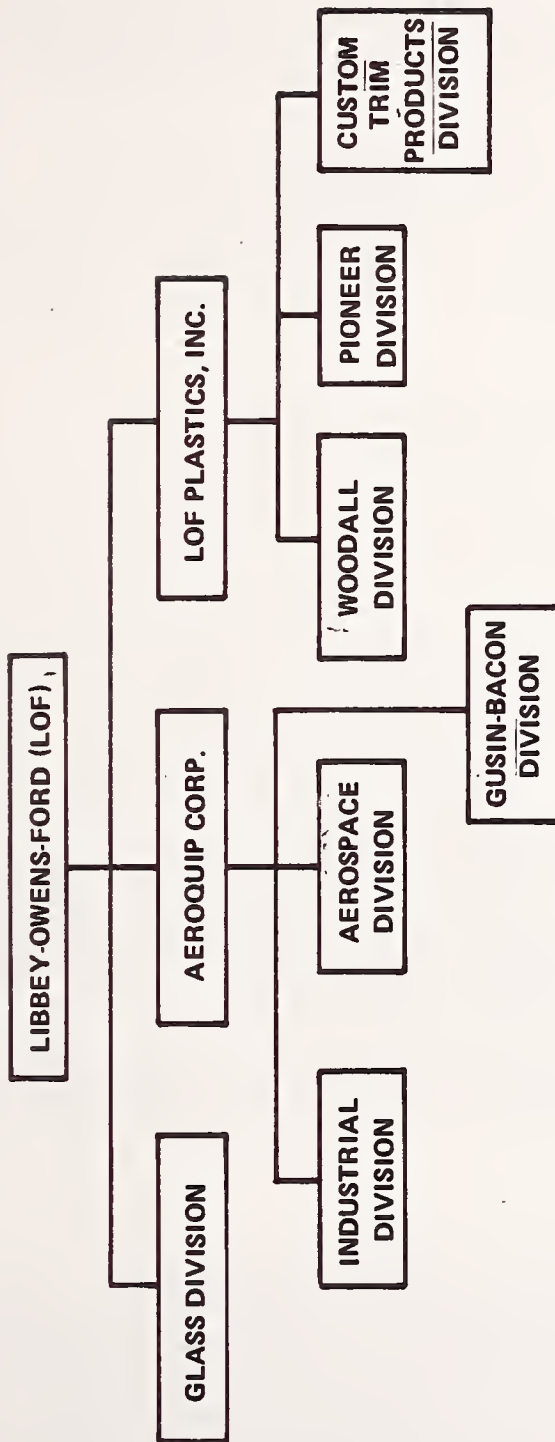 LIBBEY-OWENS-FORD (LOF)
GLASS DIVISION
AEROQUIP CORP.
LOF PLASTICS, INC.
INDUSTRIAL
DIVISION
AEROSPACE
DIVISION
GUSIN-BACON
DIVISION
WOODALL
DIVISION
PIONEER
DIVISION
CUSTOM
TRIM
PRODUCTS
DIVISION